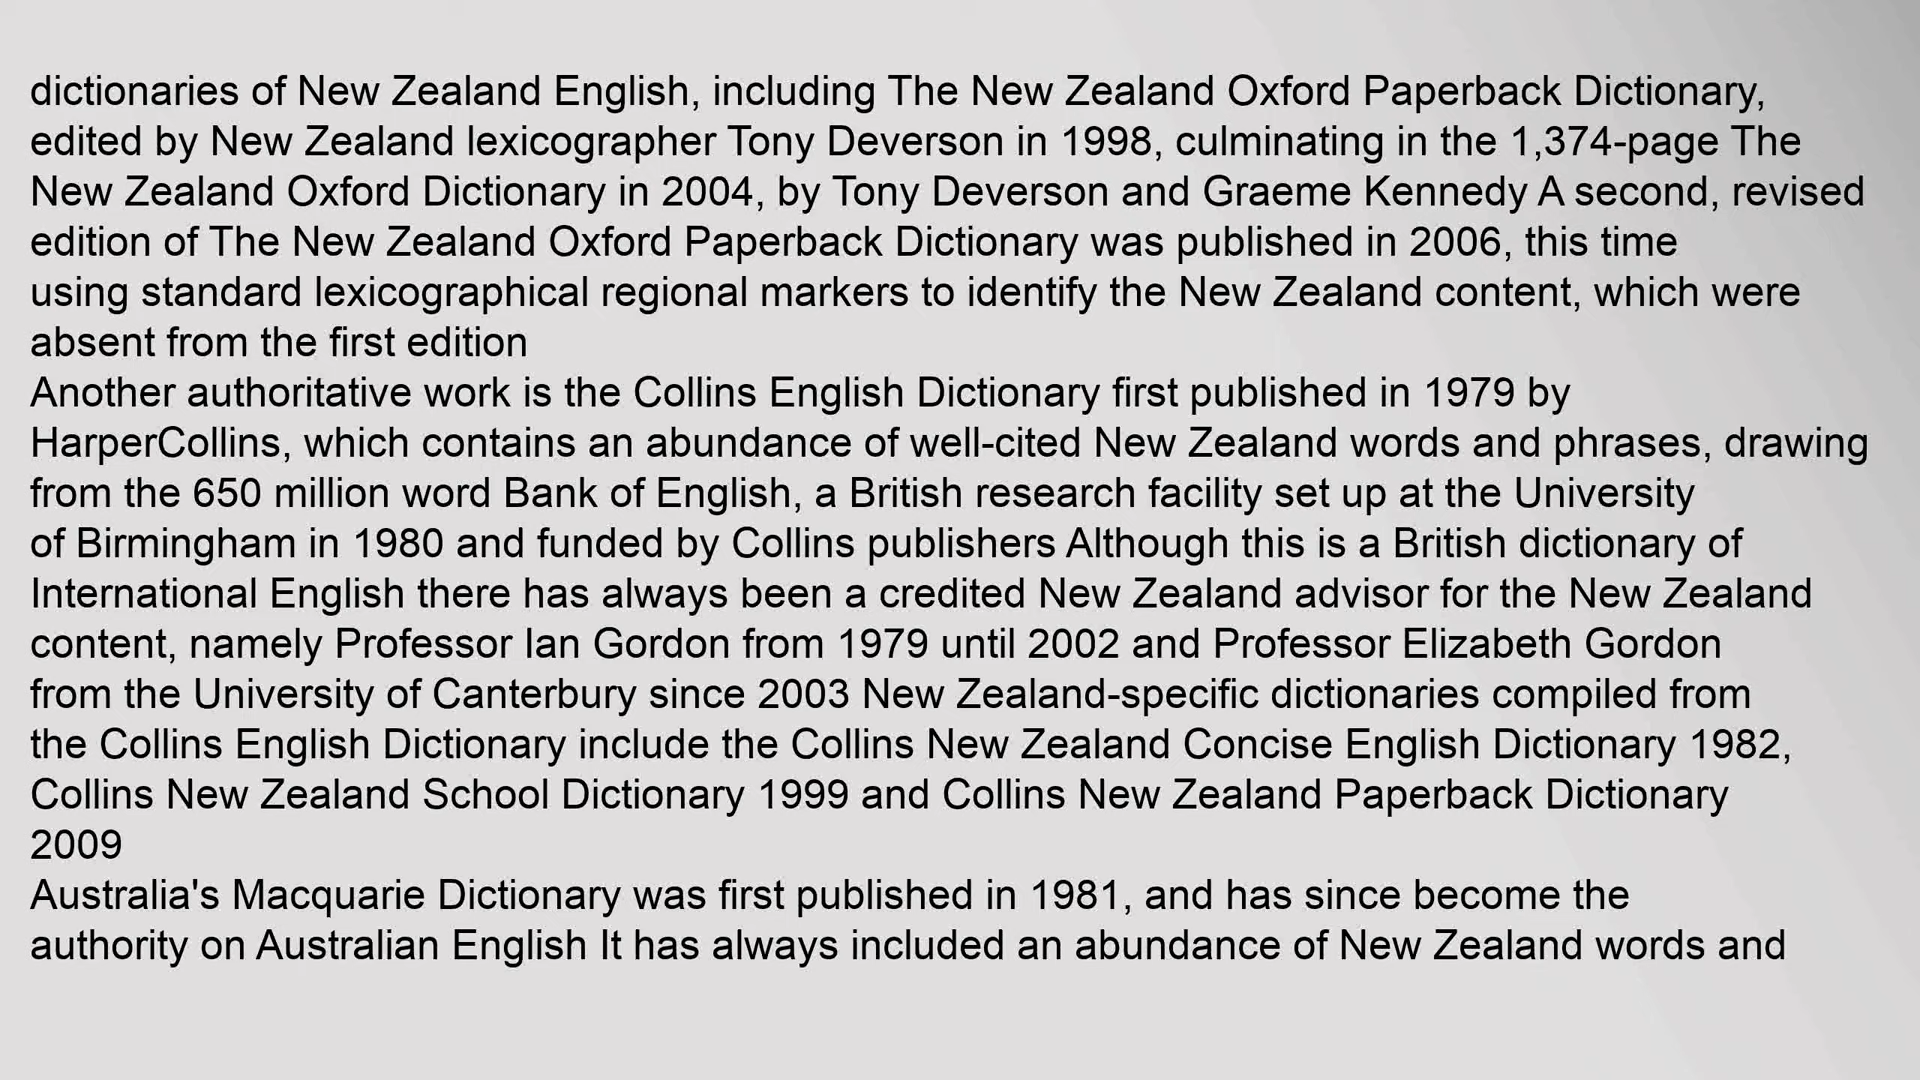 dictionaries of New Zealand English, including The New Zealand Oxford Paperback Dictionary,
edited by New Zealand lexicographer Tony Deverson in 1998, culminating in the 1,374-page The
New Zealand Oxford Dictionary in 2004, by Tony Deverson and Graeme Kennedy A second, revised
edition of The New Zealand Oxford Paperback Dictionary was published in 2006, this time
using standard lexicographical regional markers to identify the New Zealand content, which were
absent from the first edition
Another authoritative work is the Collins English Dictionary first published in 1979 by
HarperCollins, which contains an abundance of well-cited New Zealand words and phrases, drawing
from the 650 million word Bank of English, a British research facility set up at the University
of Birmingham in 1980 and funded by Collins publishers Although this is a British dictionary of
International English there has always been a credited New Zealand advisor for the New Zealand
content, namely Professor Ian Gordon from 1979 until 2002 and Professor Elizabeth Gordon
from the University of Canterbury since 2003 New Zealand-specific dictionaries compiled from
the Collins English Dictionary include the Collins New Zealand Concise English Dictionary 1982,
Collins New Zealand School Dictionary 1999 and Collins New Zealand Paperback Dictionary
2009
Australia's Macquarie Dictionary was first published in 1981, and has since become the
authority on Australian English It has always included an abundance of New Zealand words and